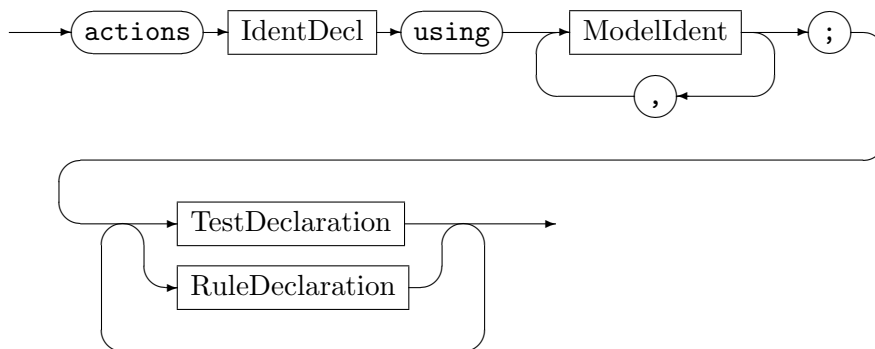 actions IdentDecl using ModelIdent ;
,
TestDeclaration
RuleDeclaration